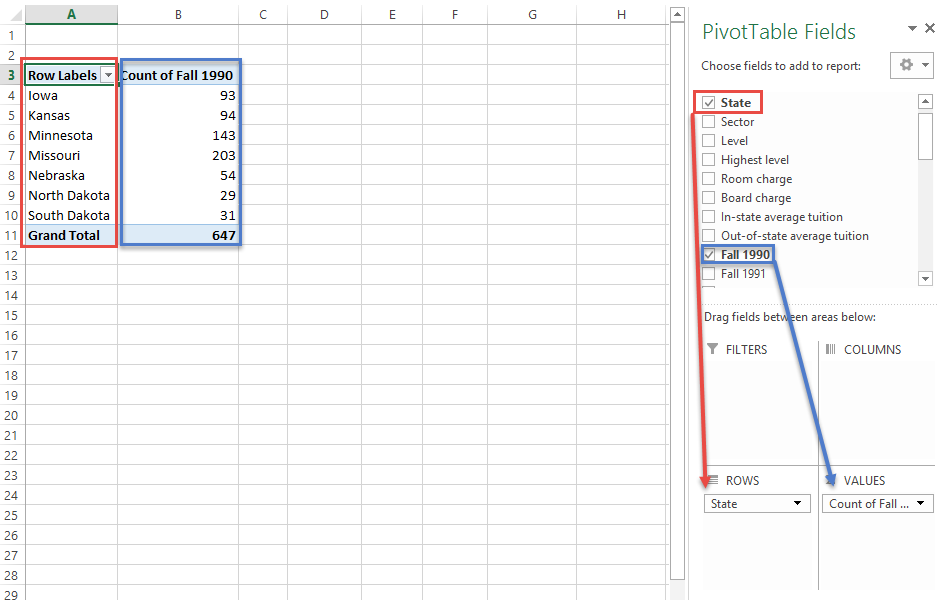 A B C D E F G H
1
2
3 Row Labels Count of Fall 1990
4 Iowa 93
5 Kansas 94
6 Minnesota 143
7 Missouri 203
8 Nebraska 54
9 North Dakota 29
10 South Dakota 31
11 Grand Total 647
12
13
14
15
16
17
18
19
20
21
22
23
24
25
26
27
28
29
PivotTable Fields
Choose fields to add to report:
State
Sector
Level
Highest level
Room charge
Board charge
In-state average tuition
Out-of-state average tuition
Fall 1990
Fall 1991
Drag fields between areas below:
FILTERS COLUMNS
ROWS VALUES
State Count of Fall ...